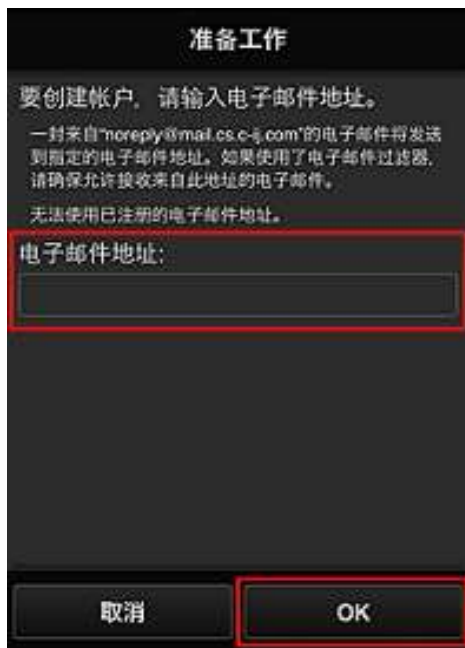 准备工作
要创建帐户，请输入电子邮件地址。
一封来自"noreply@mail.cs.c-ij.com"的电子邮件将发送
到指定的电子邮件地址。如果使用了电子邮件过滤器，
请确保允许接收来自此地址的电子邮件。
无法使用已注册的电子邮件地址。
电子邮件地址:
取消
OK